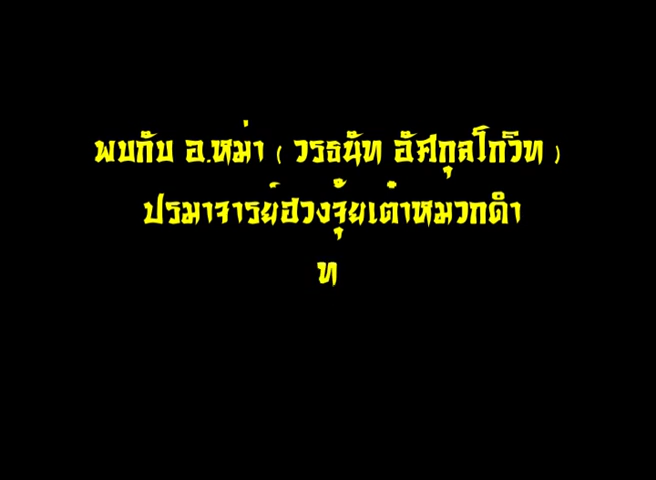 พบกับ อ.หม่า ( วรธนัท อัศกุลโกวิท )
ปรมาจารย์ฮวงจุ้ยเต๋าหมวกดำ
ท